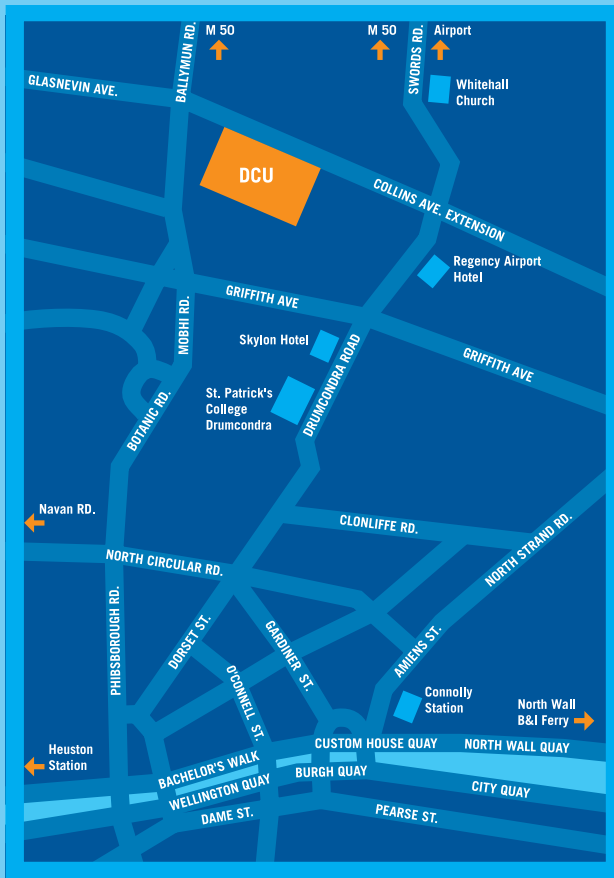 M 50
M 50
Airport
BALLYMUN RD.
SWORDS RD.
GLASNEVIN AVE.
Whitehall
Church
DCU
COLLINS AVE. EXTENSION
Regency Airport
Hotel
GRIFFITH AVE
MOBHI RD.
Skylon Hotel
DRUMCONDRA ROAD
GRIFFITH AVE
St. Patrick's
College
Drumcondra
BOTANIC RD.
Navan RD.
CLONLIFFE RD.
NORTH STRAND RD.
NORTH CIRCULAR RD.
PHIBSBOROUGH RD.
DORSET ST.
GARDINER ST.
AMIENS ST.
O'CONNELL ST.
Connolly
Station
North Wall
B&I Ferry
Heuston
Station
CUSTOM HOUSE QUAY
NORTH WALL QUAY
BACHELOR'S WALK
BURGH QUAY
WELLINGTON QUAY
CITY QUAY
DAME ST.
PEARSE ST.